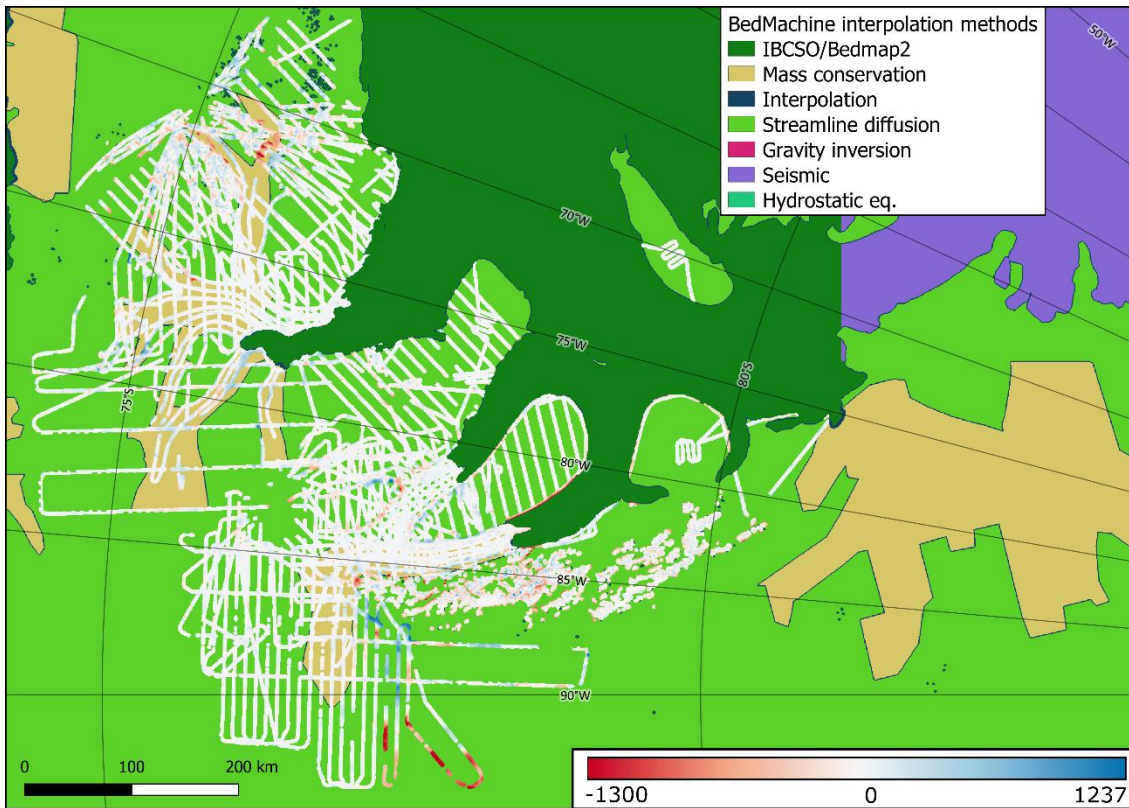 BedMachine interpolation methods
IBCSO/Bedmap2
Mass conservation
Interpolation
Streamline diffusion
Gravity inversion
Seismic
Hydrostatic eq.
50°W
70°W
75°W
80°S
75°S
80°W
85°W
90°W
0 100 200 km
-1300 0 1237